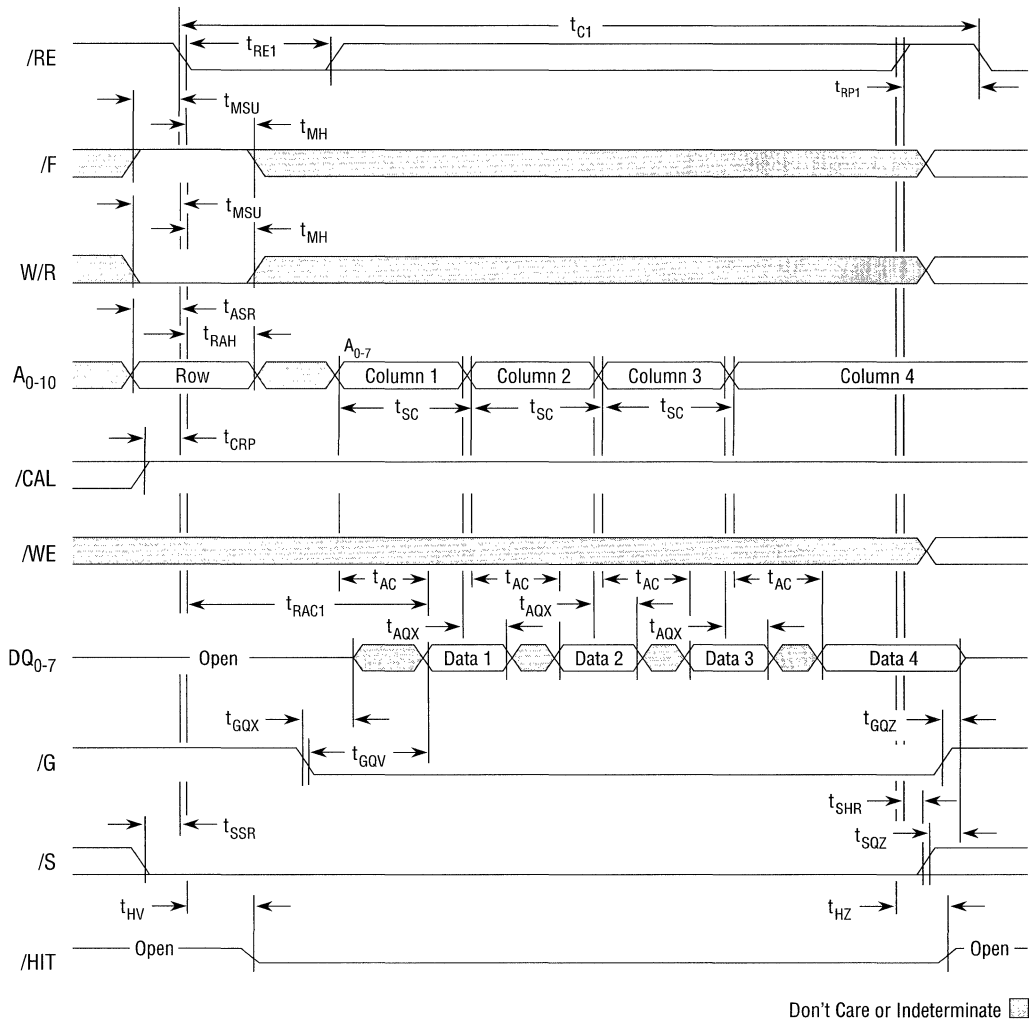 tC1
/RE
tRE1
tRP1
tMSU
tMH
/F
tMSU
tMH
W/R
tASR
tRAH
A0-7
A0-10
Row
Column 1
Column 2
Column 3
Column 4
tSC
tSC
tSC
tCRP
/CAL
/WE
tAC
tAC
tAC
tAC
tRAC1
tAQX
tAQX
tAQX
DQ0-7
Open
Data 1
Data 2
Data 3
Data 4
tGQX
tGQZ
tGQV
/G
tSHR
tSSR
tSQZ
/S
tHV
tHZ
/HIT
Open
Open
Don't Care or Indeterminate